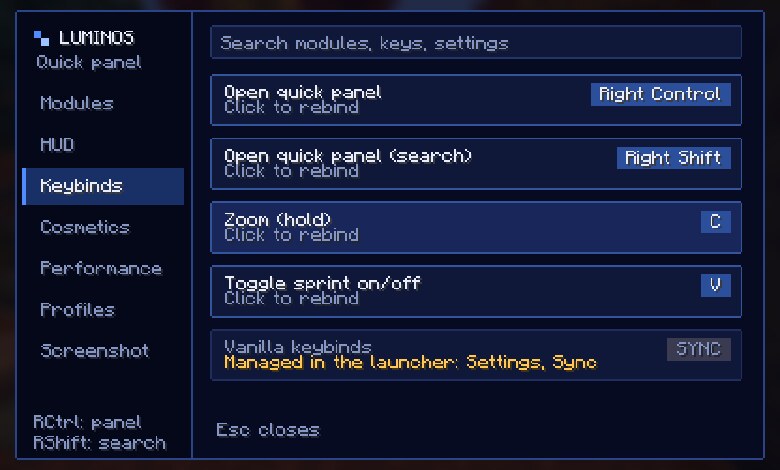 LUMINOS
Quick panel
Modules
HUD
Keybinds
Cosmetics
Performance
Profiles
Screenshot
RCtrl: panel
RShift: search
Search modules, keys, settings
Open quick panel
Click to rebind
Right Control
Open quick panel (search)
Click to rebind
Right Shift
Zoom (hold)
Click to rebind
C
Toggle sprint on/off
Click to rebind
V
Vanilla keybinds
Managed in the launcher: Settings, Sync
SYNC
Esc closes